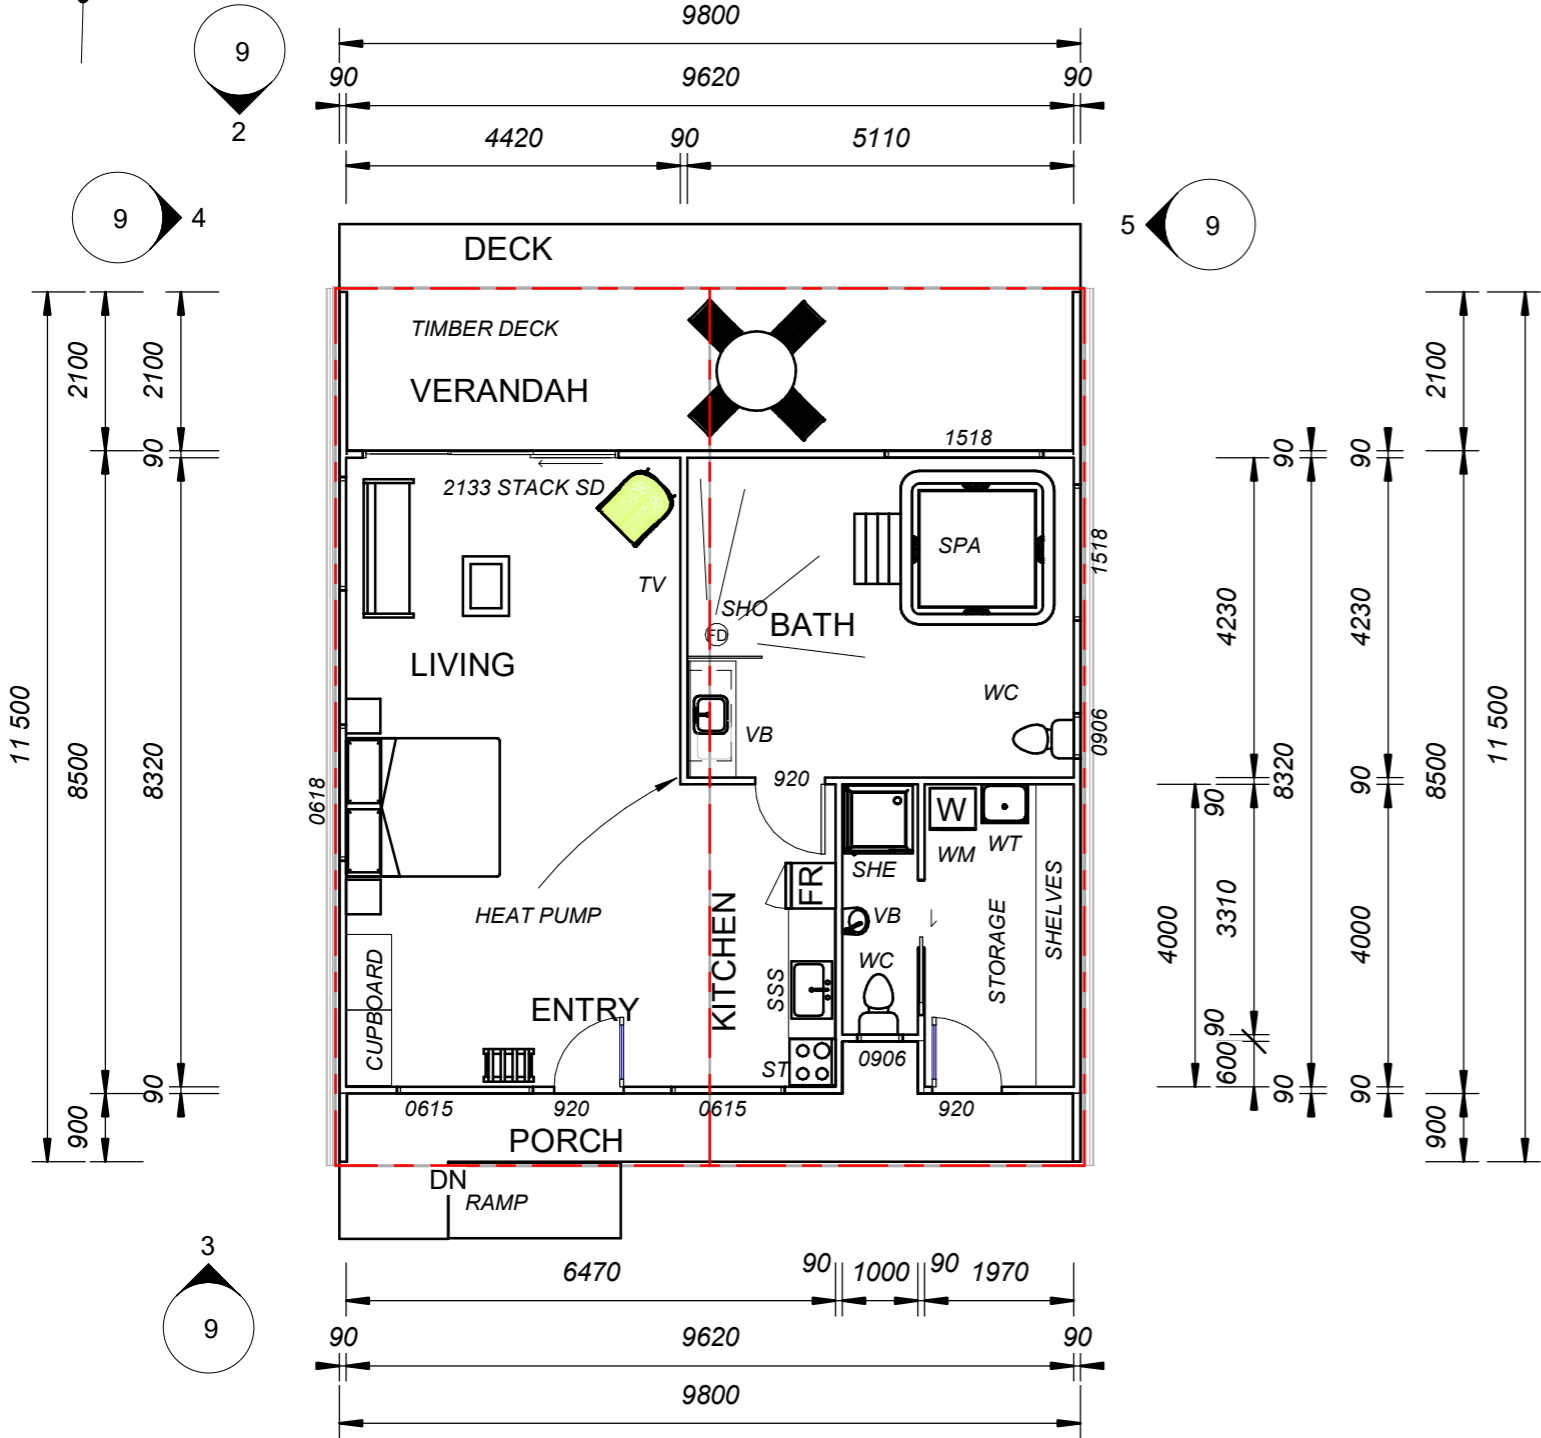 9800
9
90 9620 90
2
4420 90 5110
9 4
5 9
DECK
TIMBER DECK
VERANDAH
2100
2100
2100
1518
90
90
90
2133 STACK SD
SPA
1518
TV
SHO
FD
BATH
4230
4230
LIVING
WC
0906
VB
11 500
8500
8320
8320
8500
11 500
0618
920
90
90
W
WM
WT
SHE
FR
HEAT PUMP
VB
KITCHEN
STORAGE
SHELVES
4000
3310
4000
WC
SSS
CUPBOARD
ENTRY
ST
0906
90
600
90
90
90
0615
920
0615
920
900
900
PORCH
DN
RAMP
3
9
6470 90 1000 90 1970
90 9620 90
9800